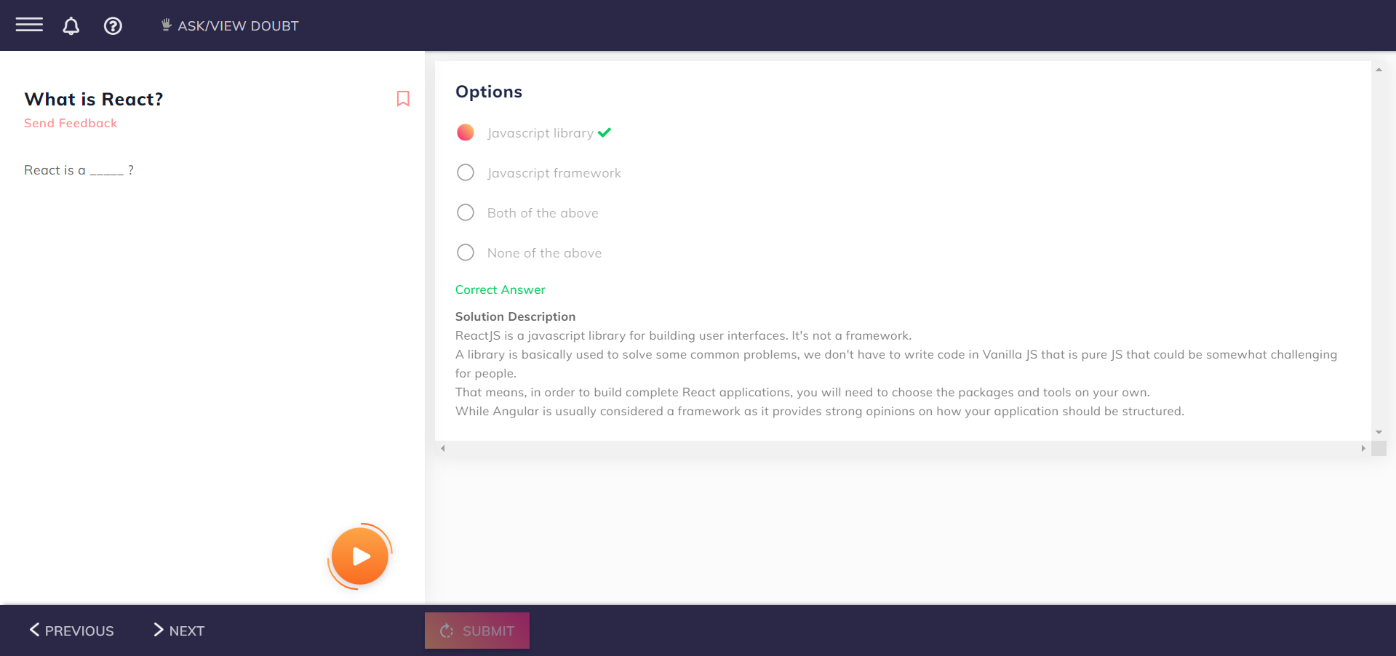 ASK/VIEW DOUBT
What is React?
Send Feedback
React is a _____ ?
Options
Javascript library
Javascript framework
Both of the above
None of the above
Correct Answer
Solution Description
ReactJS is a javascript library for building user interfaces. It's not a framework.
A library is basically used to solve some common problems, we don't have to write code in Vanilla JS that is pure JS that could be somewhat challenging
for people.
That means, in order to build complete React applications, you will need to choose the packages and tools on your own.
While Angular is usually considered a framework as it provides strong opinions on how your application should be structured.
PREVIOUS
NEXT
SUBMIT